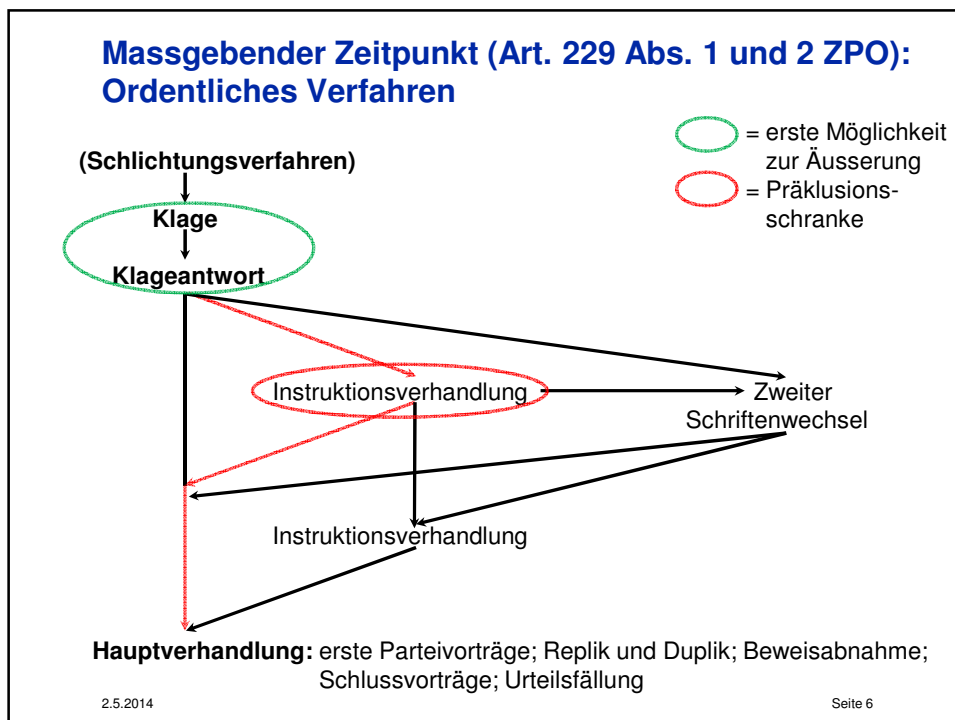 Massgebender Zeitpunkt (Art. 229 Abs. 1 und 2 ZPO):
Ordentliches Verfahren
= erste Möglichkeit
zur Äusserung
= Präklusions-
schranke
(Schlichtungsverfahren)
Klage
Klageantwort
Instruktionsverhandlung
Zweiter
Schriftenwechsel
Instruktionsverhandlung
Hauptverhandlung: erste Parteivorträge; Replik und Duplik; Beweisabnahme;
Schlussvorträge; Urteilsfällung
2.5.2014
Seite 6